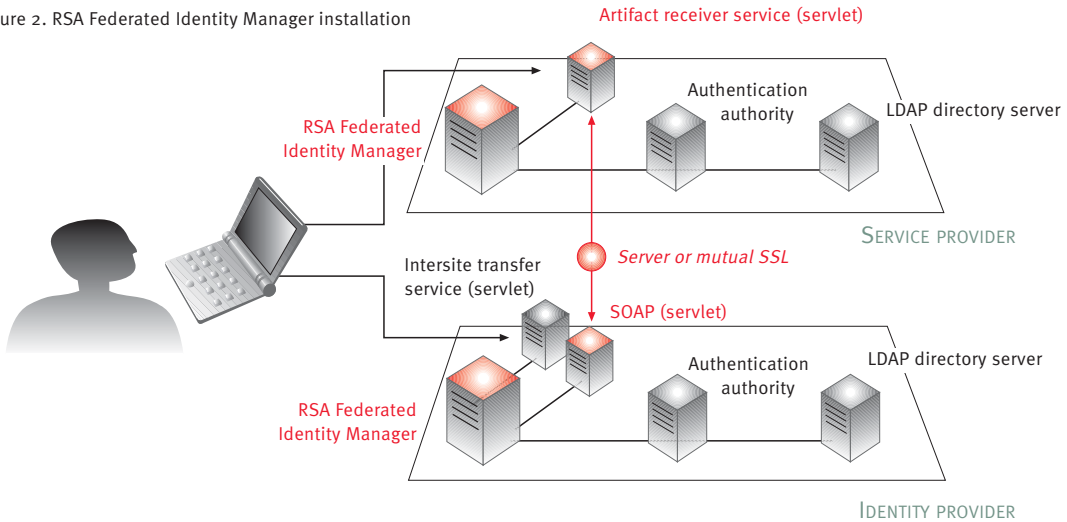 ure 2. RSA Federated Identity Manager installation
Artifact receiver service (servlet)
Authentication
authority
LDAP directory server
RSA Federated
Identity Manager
SERVICE PROVIDER
Server or mutual SSL
Intersite transfer
service (servlet)
SOAP (servlet)
Authentication
authority
LDAP directory server
RSA Federated
Identity Manager
IDENTITY PROVIDER